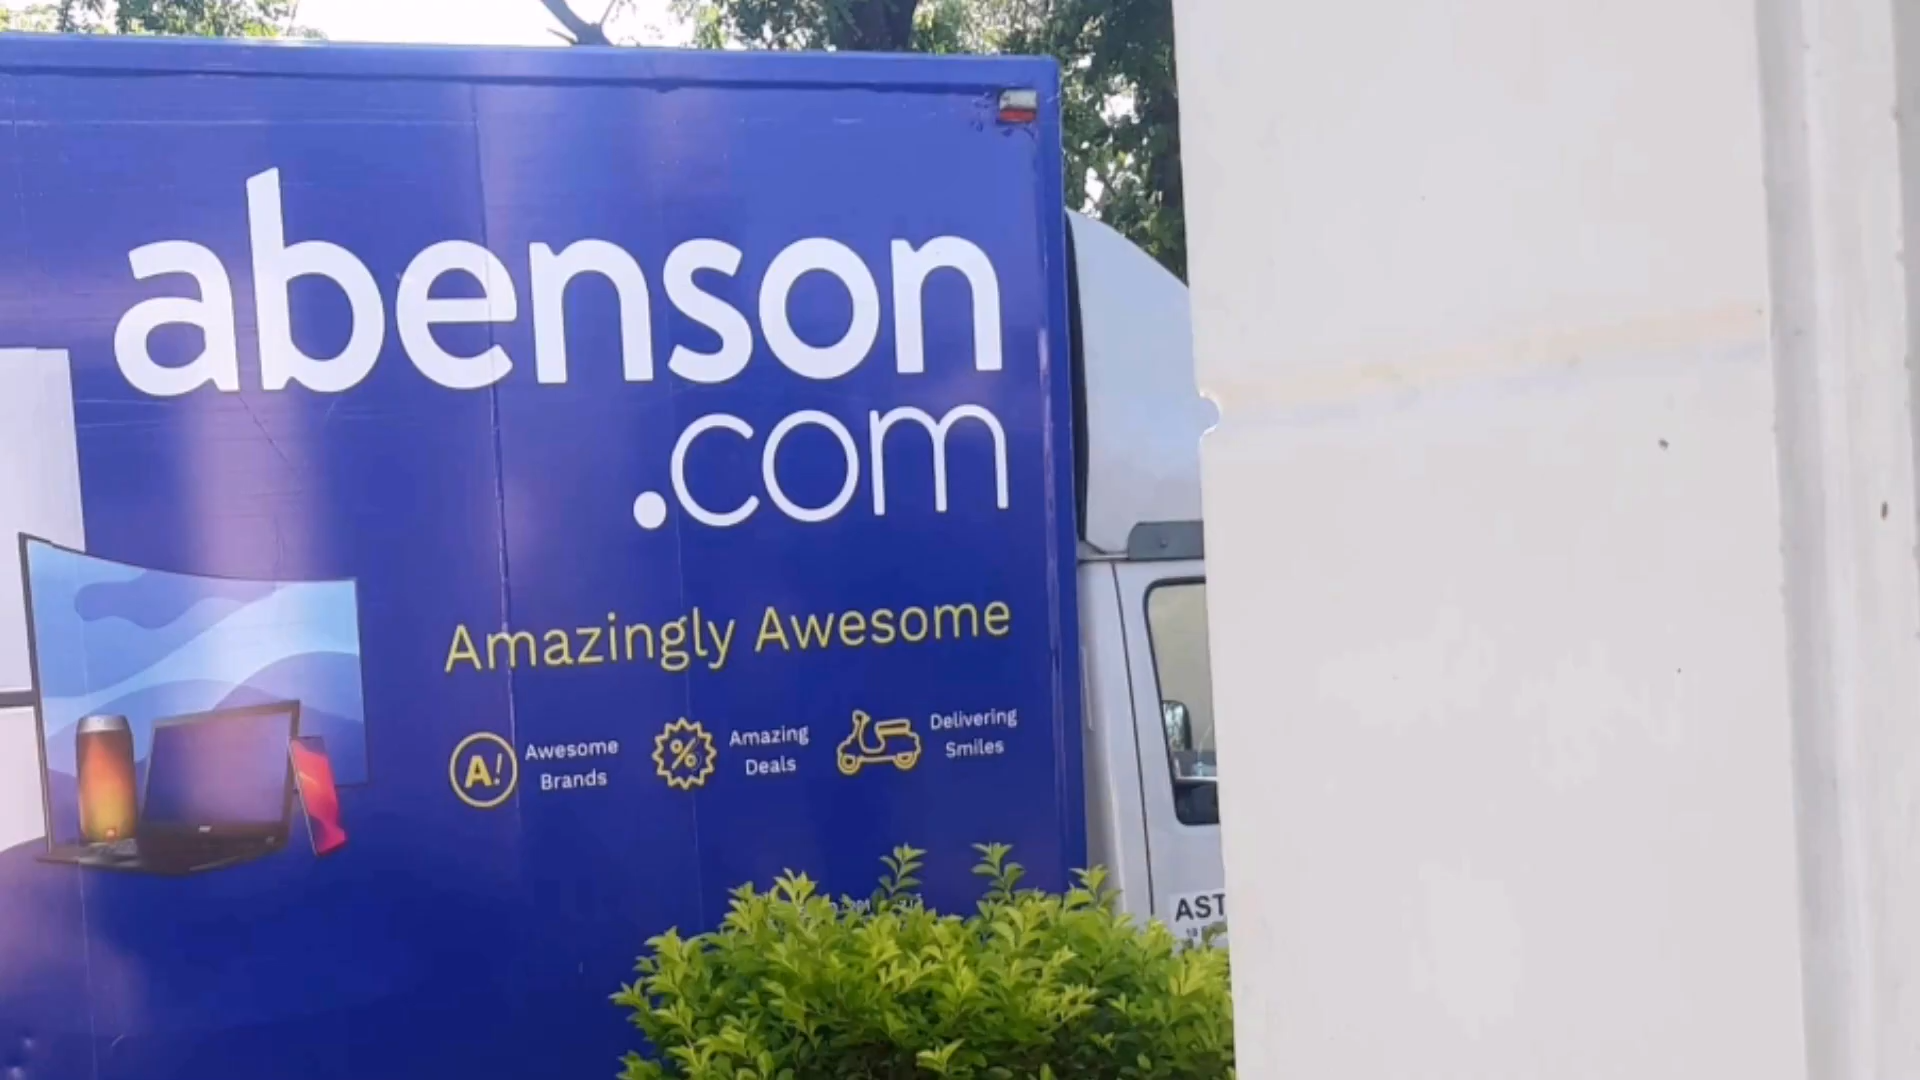 abenson
.com
Amazingly Awesome
A! Awesome
Brands
% Amazing
Deals
Delivering
Smiles
AST